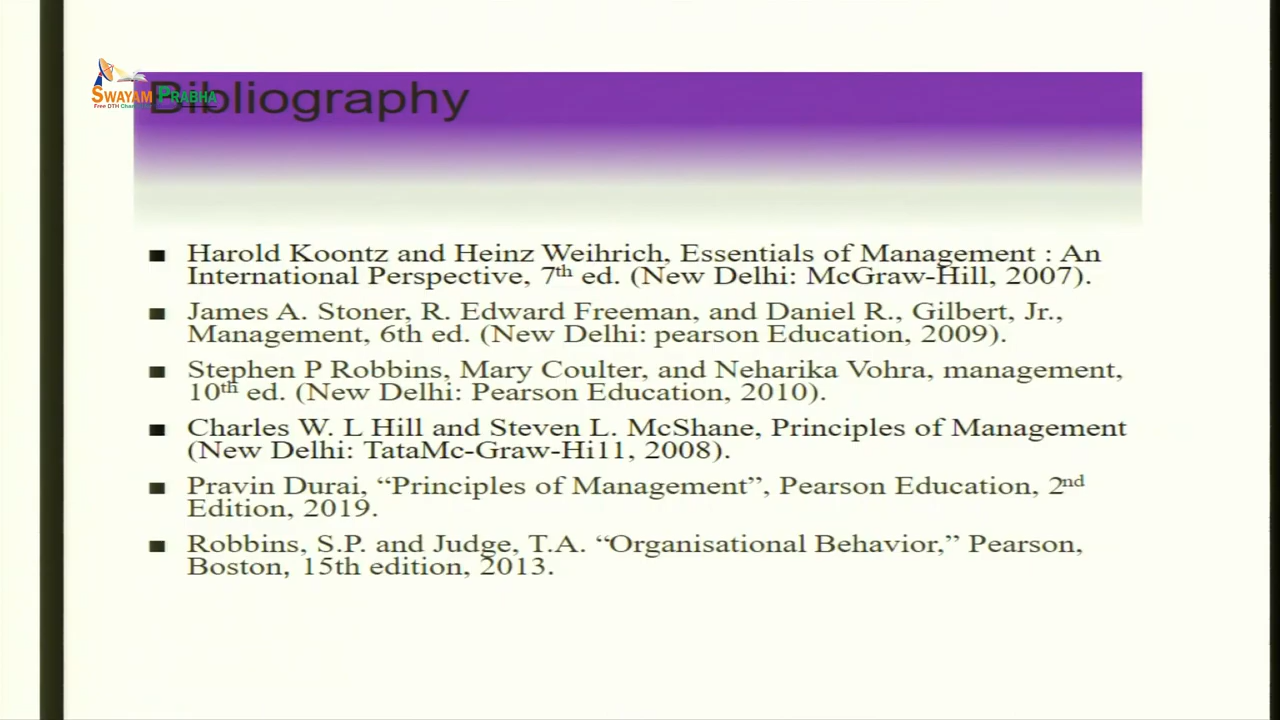 Bibliography
SWAYAM PRABHA
Free DTH
■ Harold Koontz and Heinz Weihrich, Essentials of Management : An
International Perspective, 7th ed. (New Delhi: McGraw-Hill, 2007).
■ James A. Stoner, R. Edward Freeman, and Daniel R., Gilbert, Jr.,
Management, 6th ed. (New Delhi: pearson Education, 2009).
■ Stephen P Robbins, Mary Coulter, and Neharika Vohra, management,
10th ed. (New Delhi: Pearson Education, 2010).
■ Charles W. L Hill and Steven L. McShane, Principles of Management
(New Delhi: TataMc-Graw-Hi11, 2008).
■ Pravin Durai, “Principles of Management”, Pearson Education, 2nd
Edition, 2019.
■ Robbins, S.P. and Judge, T.A. “Organisational Behavior,” Pearson,
Boston, 15th edition, 2013.